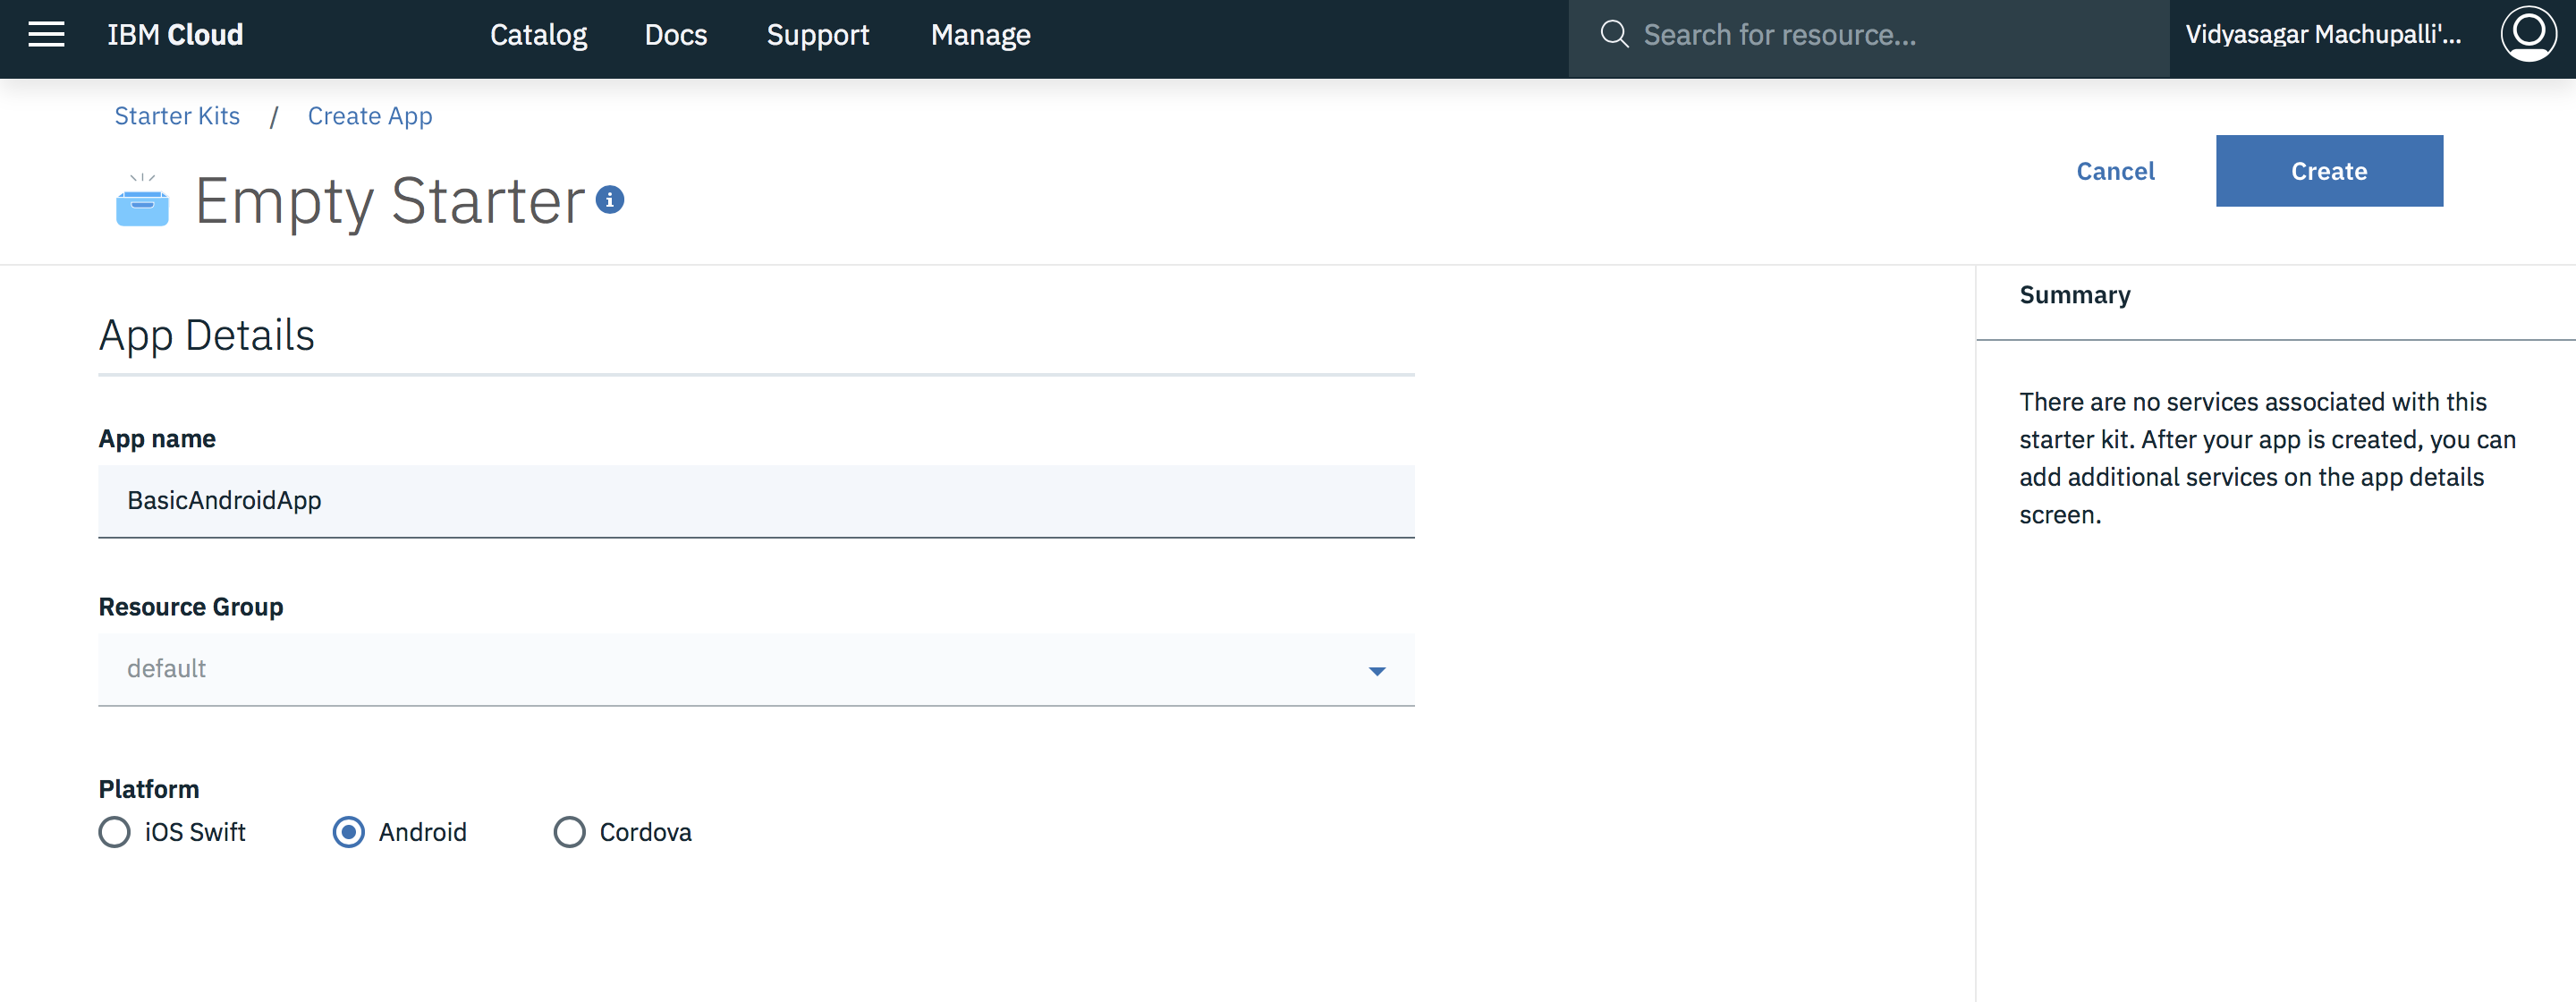 IBM Cloud
Catalog
Docs
Support
Manage
Search for resource...
Vidyasagar Machupalli'...
Starter Kits / Create App
Empty Starter
Cancel
Create
App Details
App name
BasicAndroidApp
Resource Group
default
Platform
iOS Swift
Android
Cordova
Summary
There are no services associated with this
starter kit. After your app is created, you can
add additional services on the app details
screen.